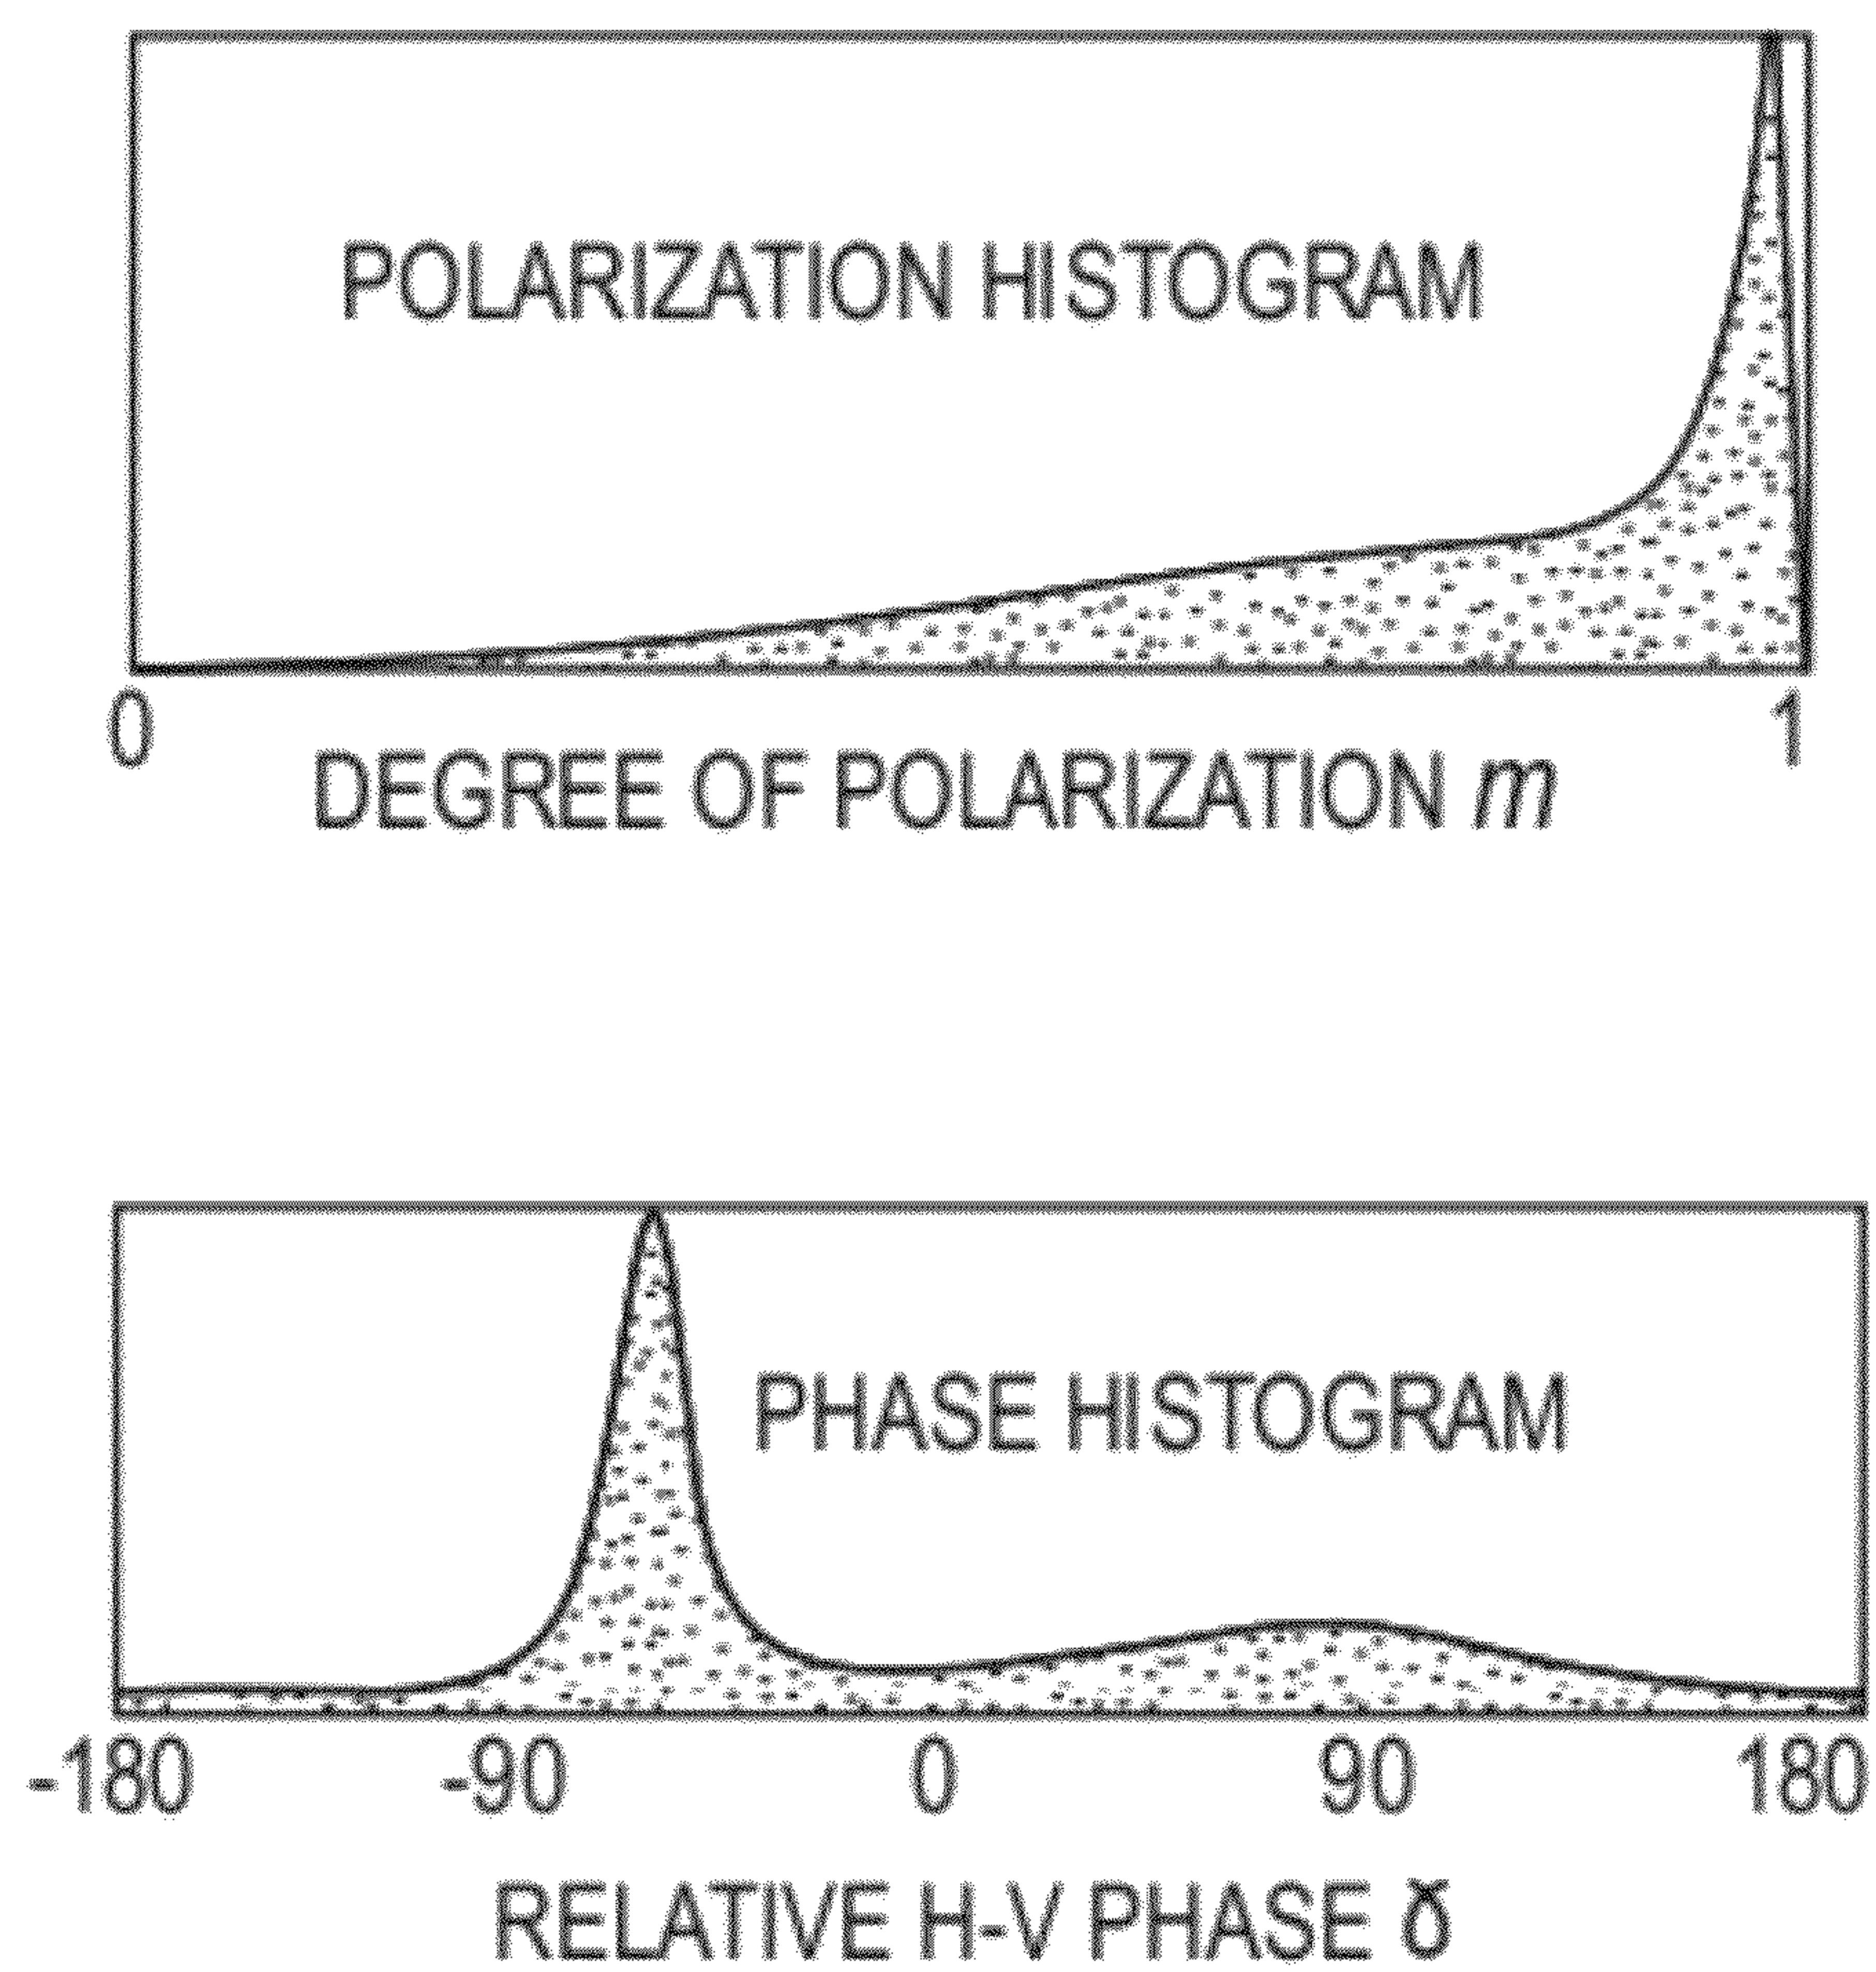 POLARIZATION HISTOGRAM
0 1
DEGREE OF POLARIZATION m
PHASE HISTOGRAM
-180 -90 0 90 180
RELATIVE H-V PHASE δ